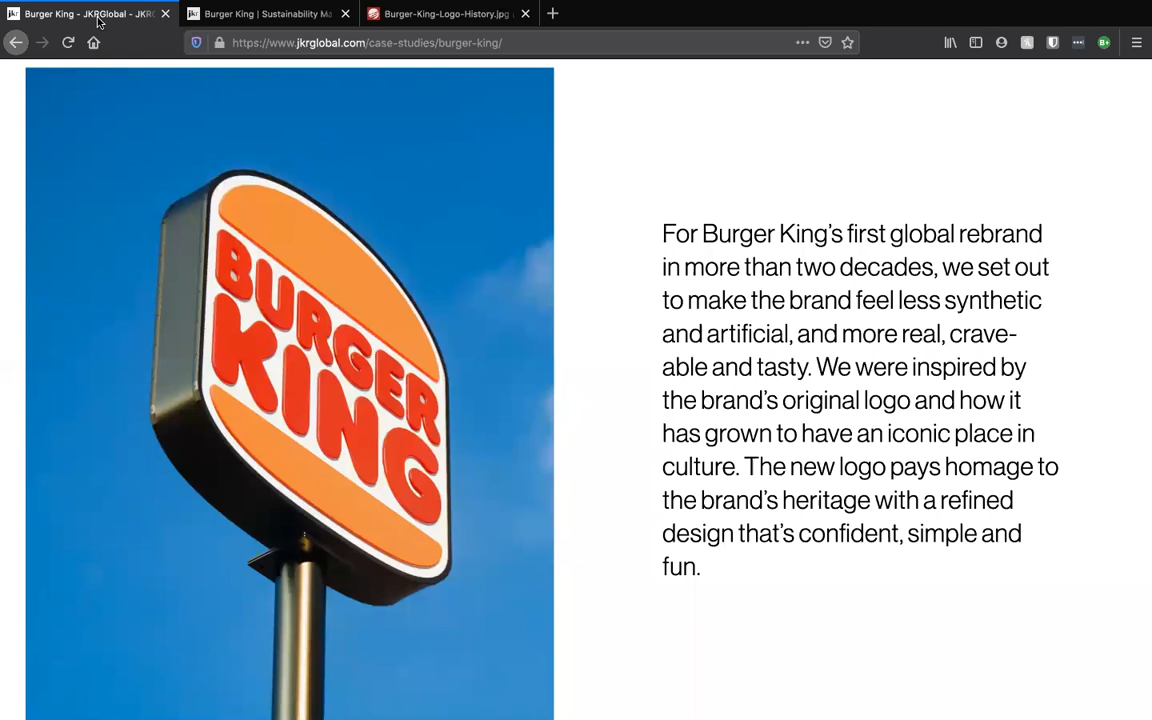 Burger King - JKRGlobal - JKRG
Burger King | Sustainability Ma
Burger-King-Logo-History.jpg
jkr
jkr
https://www.jkrglobal.com/case-studies/burger-king/
B+
BURGER
KING
For Burger King’s first global rebrand
in more than two decades, we set out
to make the brand feel less synthetic
and artificial, and more real, crave-
able and tasty. We were inspired by
the brand’s original logo and how it
has grown to have an iconic place in
culture. The new logo pays homage to
the brand’s heritage with a refined
design that’s confident, simple and
fun.